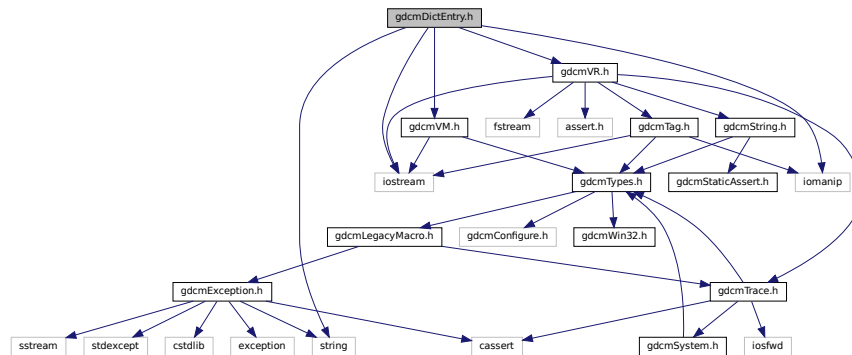 gdcmDictEntry.h
gdcmVR.h
gdcmVM.h
fstream
assert.h
gdcmTag.h
gdcmString.h
iostream
gdcmTypes.h
gdcmStaticAssert.h
iomanip
gdcmLegacyMacro.h
gdcmConfigure.h
gdcmWin32.h
gdcmException.h
gdcmTrace.h
sstream
stdexcept
cstdlib
exception
string
cassert
gdcmSystem.h
iosfwd